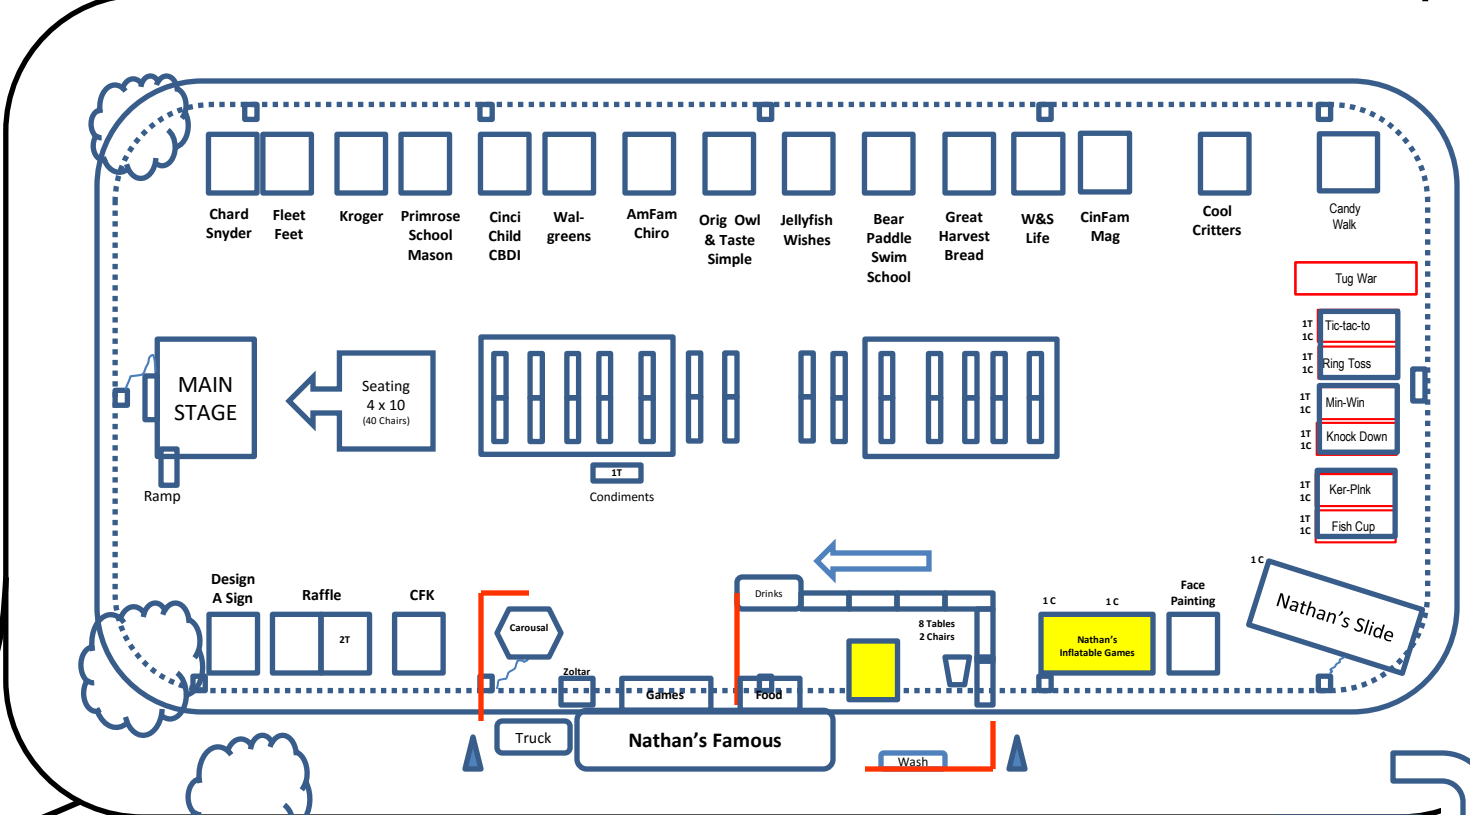 Chard
Snyder
Fleet
Feet
Kroger
Primrose
School
Mason
Cinci
Child
CBDI
Wal-
greens
AmFam
Chiro
Orig Owl
& Taste
Simple
Jellyfish
Wishes
Bear
Paddle
Swim
School
Great
Harvest
Bread
W&S
Life
CinFam
Mag
Cool
Critters
Candy
Walk
Tug War
1T
1C
Tic-tac-to
1T
1C
Ring Toss
1T
1C
Min-Win
1T
1C
Knock Down
1T
1C
Ker-Plnk
1T
1C
Fish Cup
MAIN
STAGE
Ramp
Seating
4 x 10
(40 Chairs)
1T
Condiments
Design
A Sign
Raffle
2T
CFK
Carousal
Zoltar
Games
Food
Drinks
8 Tables
2 Chairs
1 C
1 C
Nathan's
Inflatable Games
Face
Painting
1 C
Nathan's Slide
Truck
Nathan's Famous
Wash